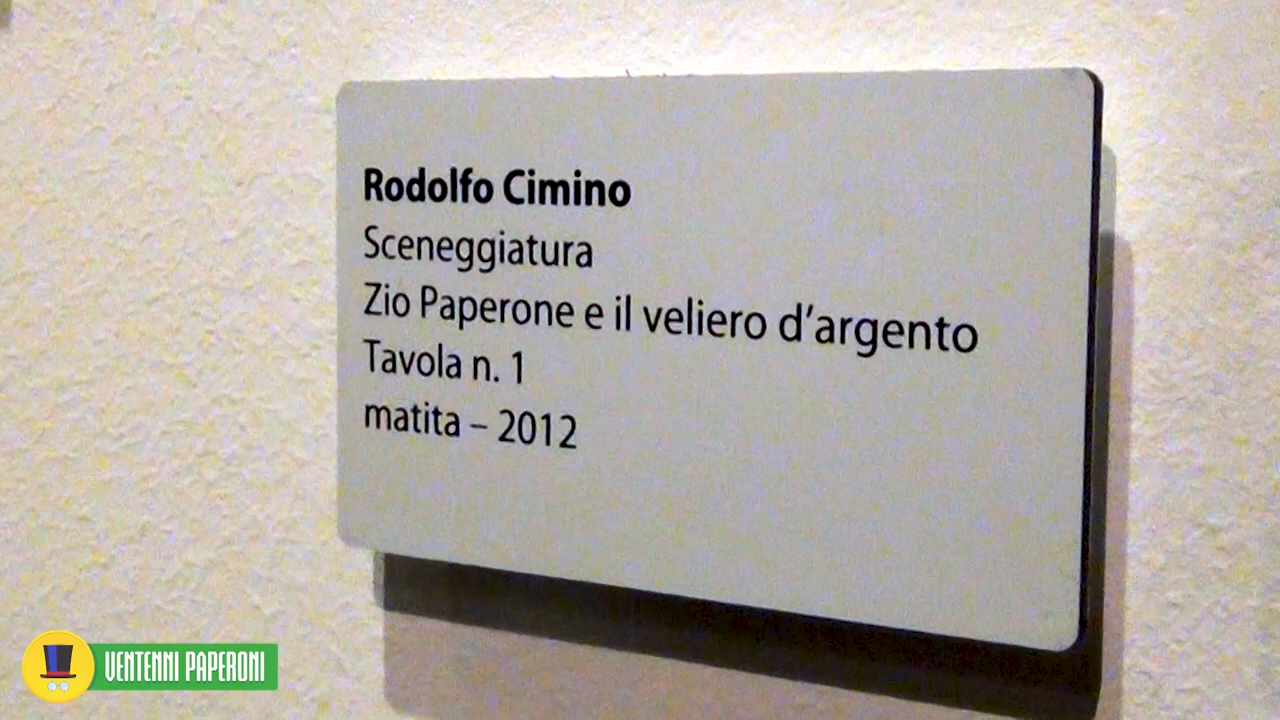 Rodolfo Cimino
Sceneggiatura
Zio Paperone e il veliero d'argento
Tavola n. 1
matita – 2012
VENTENNI PAPERONI